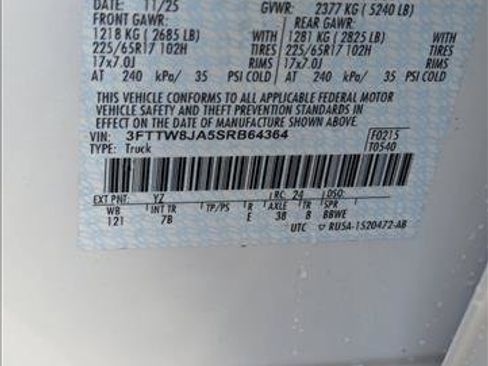 DATE: 11/25 GVWR: 2377 KG ( 5240 LB)
FRONT GAWR: REAR GAWR:
1218 KG ( 2685 LB) 1281 KG ( 2825 LB)
225/65R17 102H TIRES 225/65R17 102H TIRES
17x7.0J RIMS 17x7.0J RIMS
AT 240 kPa/ 35 PSI COLD AT 240 kPa/ 35 PSI COLD
THIS VEHICLE CONFORMS TO ALL APPLICABLE FEDERAL MOTOR
VEHICLE SAFETY AND THEFT PREVENTION STANDARDS IN
EFFECT ON THE DATE OF MANUFACTURE SHOWN ABOVE.
VIN: 3FTTW8JA5SRB64364 F0215
TYPE: Truck T0540
EXT PNT: YZ RC: 24 DSO:
WB INT TR TP/PS R AXLE TR SPR
121 7B E 38 8 BBWE
UTC RU5A-1520472-AB